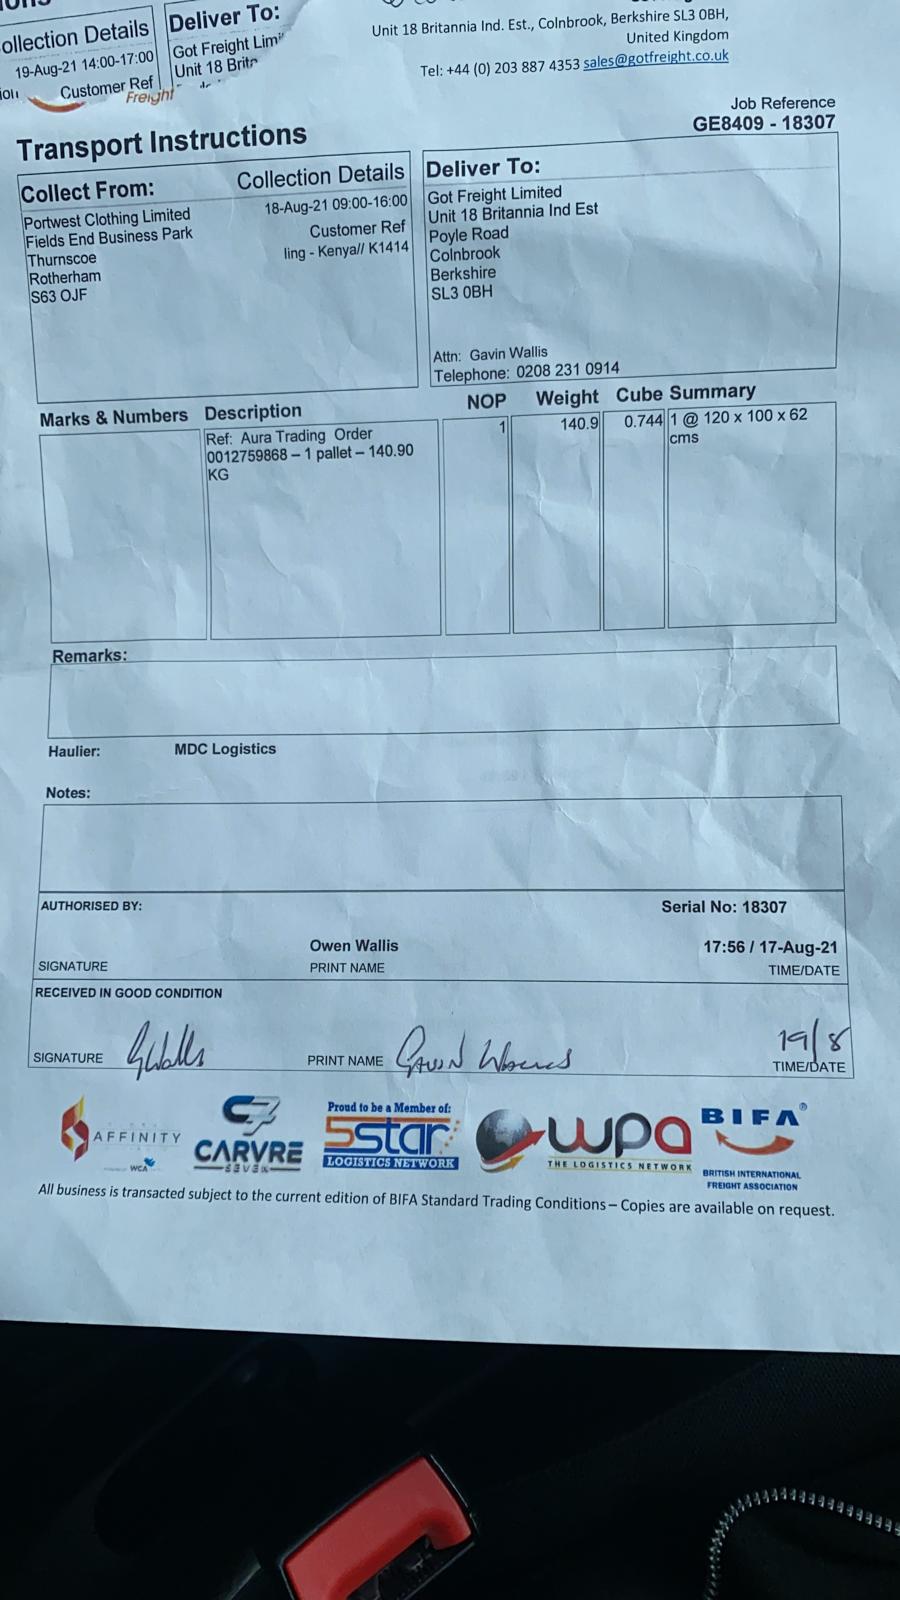 Collection Details
Deliver To:
19-Aug-21 14:00-17:00
Got Freight
Unit 18
Customer Ref
Freight
Unit 18 Britannia Ind. Est., Colnbrook, Berkshire SL3 0BH,
United Kingdom
Tel: +44 (0) 203 887 4353 sales@gotfreight.co.uk
Job Reference
GE8409 - 18307
Transport Instructions
Collect From:
Collection Details
Portwest Clothing Limited
Fields End Business Park
Thurnscoe
Rotherham
S63 OJF
18-Aug-21 09:00-16:00
Customer Ref
ling - Kenya// K1414
Deliver To:
Got Freight Limited
Unit 18 Britannia Ind Est
Poyle Road
Colnbrook
Berkshire
SL3 0BH
Attn: Gavin Wallis
Telephone: 0208 231 0914
Marks & Numbers Description NOP Weight Cube Summary
Ref: Aura Trading Order
0012759868 – 1 pallet – 140.90
KG
1
140.9
0.744
1 @ 120 x 100 x 62
cms
Remarks:
Haulier: MDC Logistics
Notes:
AUTHORISED BY:
Serial No: 18307
Owen Wallis
17:56 / 17-Aug-21
SIGNATURE PRINT NAME TIME/DATE
RECEIVED IN GOOD CONDITION
SIGNATURE GWalls PRINT NAME Gavin
19/8
TIME/DATE
AFFINITY
WCA
CARVRE
SEVEN
Proud to be a Member of:
5star
LOGISTICS NETWORK
wpa
THE LOGISTICS NETWORK
BIFA®
BRITISH INTERNATIONAL
FREIGHT ASSOCIATION
All business is transacted subject to the current edition of BIFA Standard Trading Conditions – Copies are available on request.